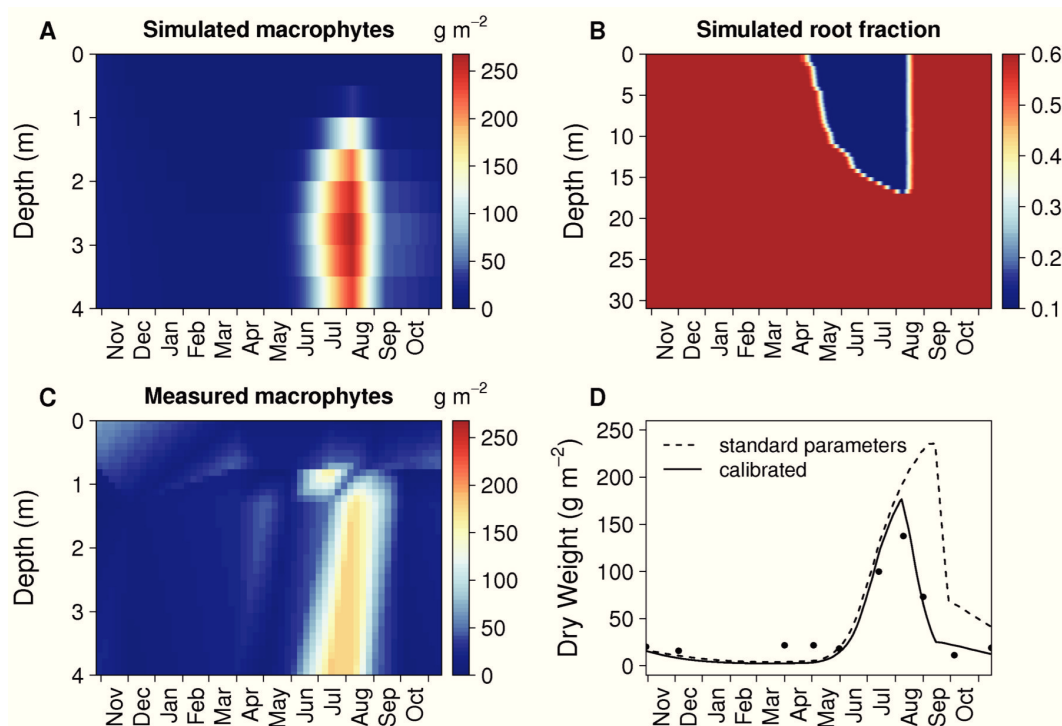 A Simulated macrophytes g m⁻²
0
1
2
3
4
Depth (m)
Nov Dec Jan Feb Mar Apr May Jun Jul Aug Sep Oct
250
200
150
100
50
0
B Simulated root fraction
0
5
10
15
20
25
30
Depth (m)
Nov Dec Jan Feb Mar Apr May Jun Jul Aug Sep Oct
0.6
0.5
0.4
0.3
0.2
0.1
C Measured macrophytes g m⁻²
0
1
2
3
4
Depth (m)
Nov Dec Jan Feb Mar Apr May Jun Jul Aug Sep Oct
250
200
150
100
50
0
D
250
200
150
100
50
0
Dry Weight (g m⁻²)
standard parameters
calibrated
Nov Dec Jan Feb Mar Apr May Jun Jul Aug Sep Oct